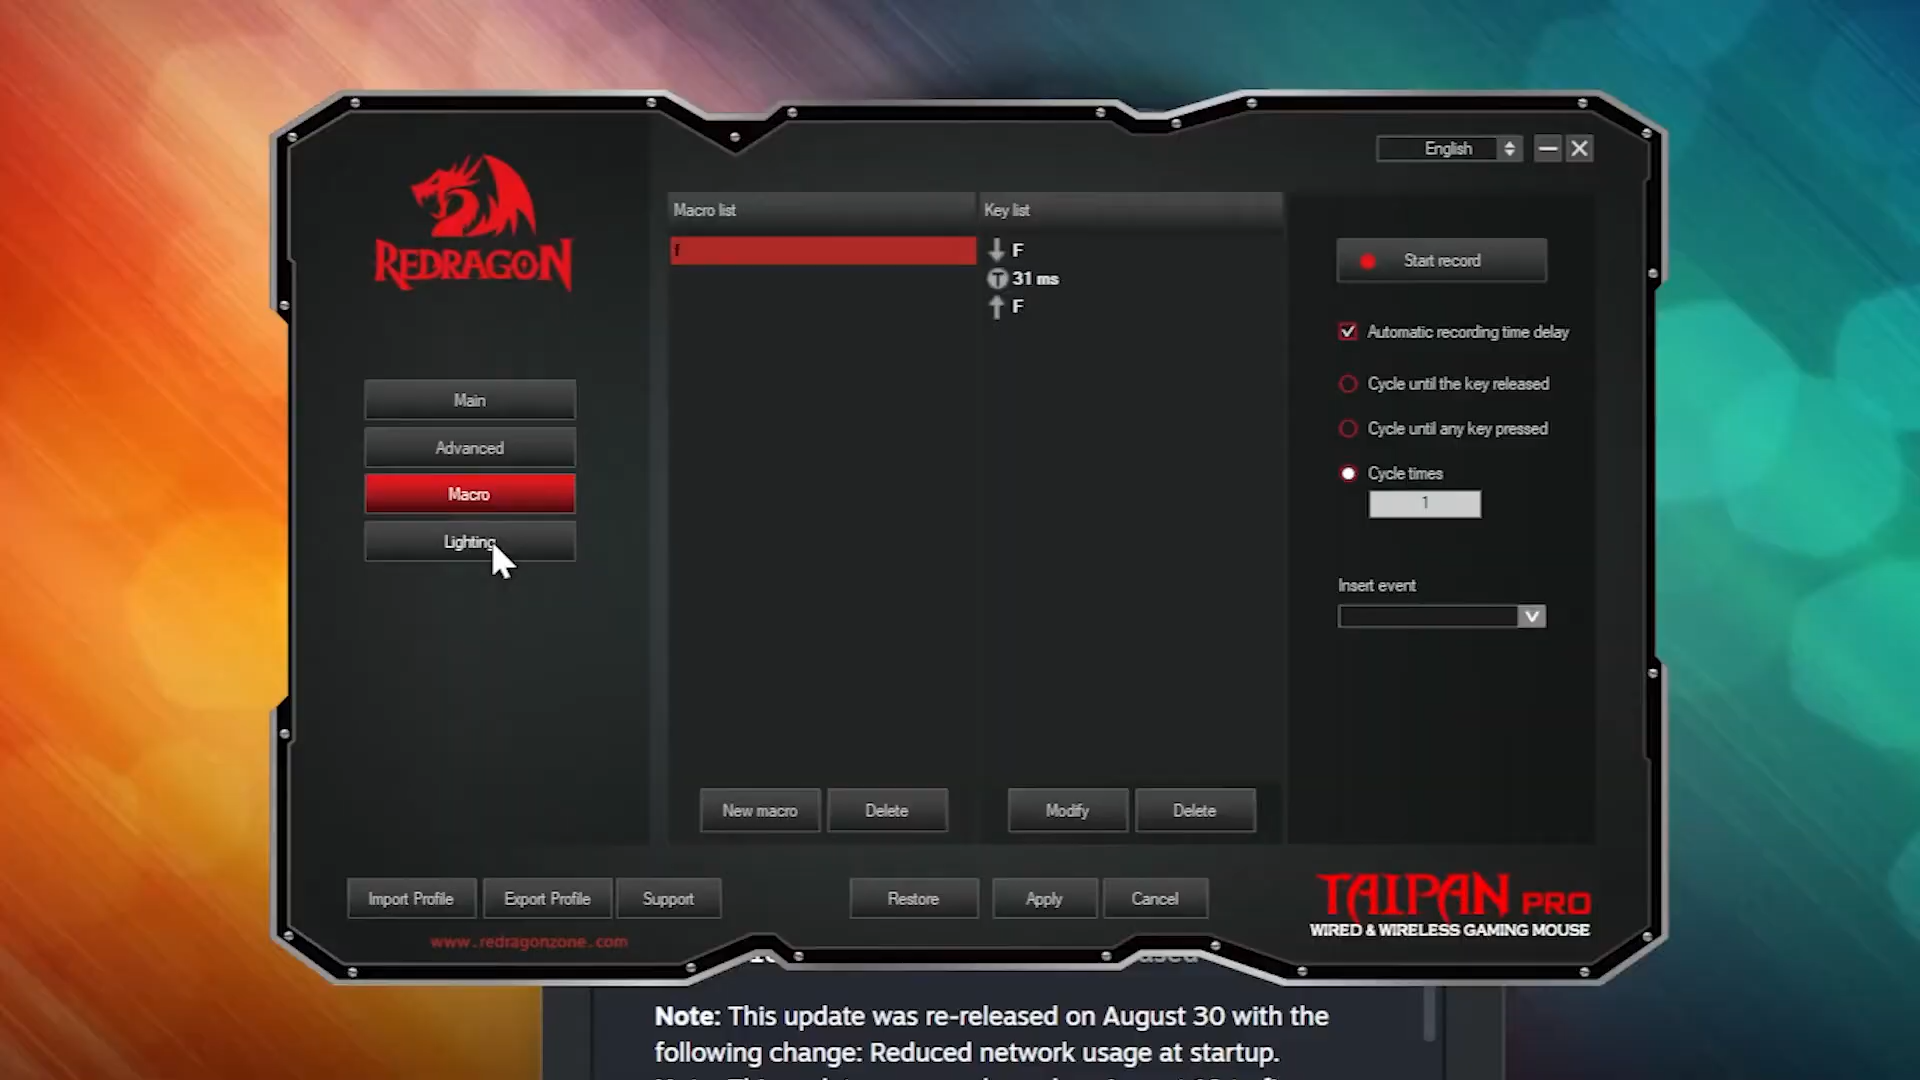 English
REDRAGON
Macro list
Key list
f
F
31 ms
F
Start record
Automatic recording time delay
Cycle until the key released
Cycle until any key pressed
Cycle times
1
Insert event
Main
Advanced
Macro
Lighting
New macro
Delete
Modify
Delete
Import Profile
Export Profile
Support
Restore
Apply
Cancel
TAIPAN PRO
WIRED & WIRELESS GAMING MOUSE
www.redragonzone.com
Note: This update was re-released on August 30 with the
following change: Reduced network usage at startup.